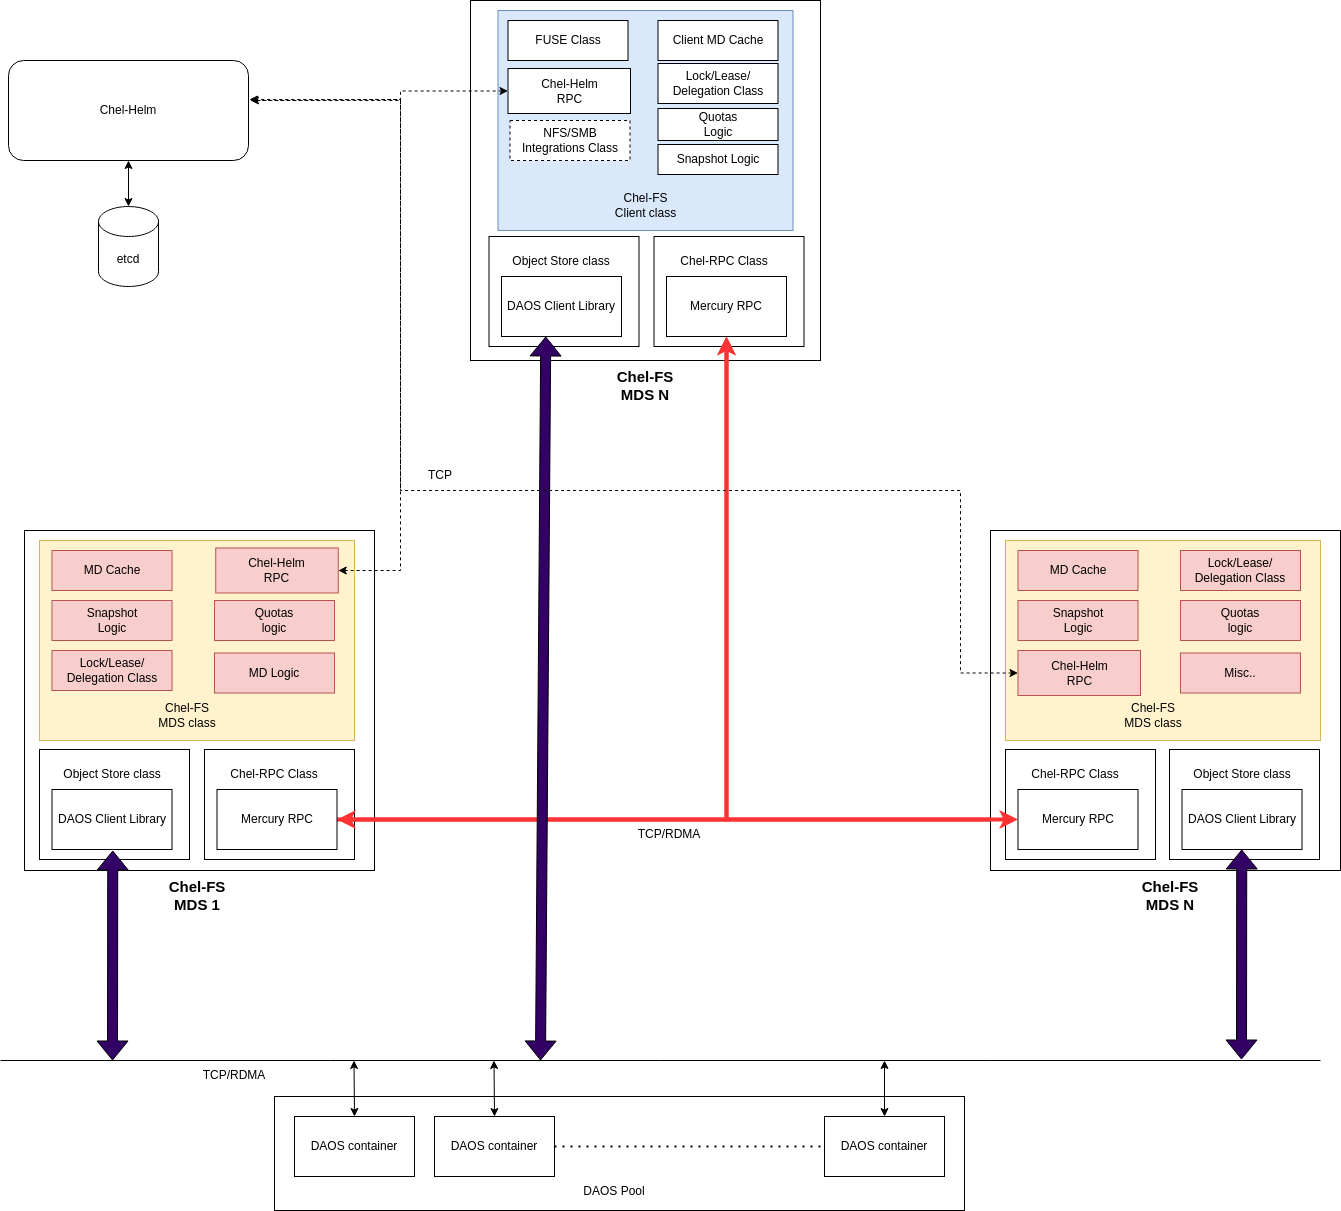 Chel-Helm
etcd
FUSE Class
Client MD Cache
Chel-Helm
RPC
Lock/Lease/
Delegation Class
NFS/SMB
Integrations Class
Quotas
Logic
Snapshot Logic
Chel-FS
Client class
Object Store class
DAOS Client Library
Chel-RPC Class
Mercury RPC
Chel-FS
MDS N
TCP
MD Cache
Chel-Helm
RPC
Snapshot
Logic
Quotas
logic
Lock/Lease/
Delegation Class
MD Logic
Chel-FS
MDS class
Object Store class
DAOS Client Library
Chel-RPC Class
Mercury RPC
Chel-FS
MDS 1
TCP/RDMA
MD Cache
Lock/Lease/
Delegation Class
Snapshot
Logic
Quotas
logic
Chel-Helm
RPC
Misc..
Chel-FS
MDS class
Chel-RPC Class
Mercury RPC
Object Store class
DAOS Client Library
Chel-FS
MDS N
TCP/RDMA
DAOS container
DAOS container
DAOS container
DAOS Pool